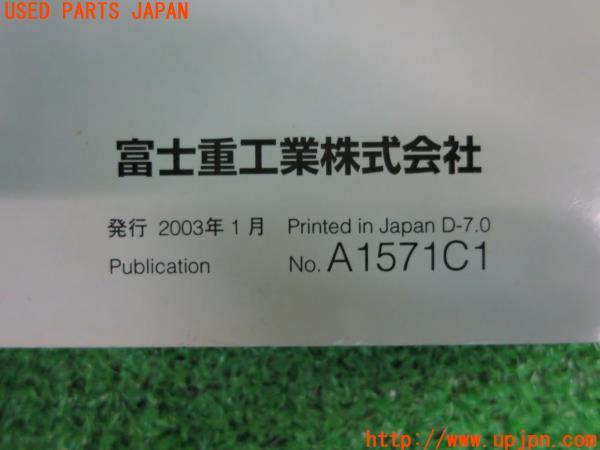 USED PARTS JAPAN
富士重工業株式会社
発行 2003年1月 Printed in Japan D-7.0
Publication No. A1571C1
http://www.upjpn.com/